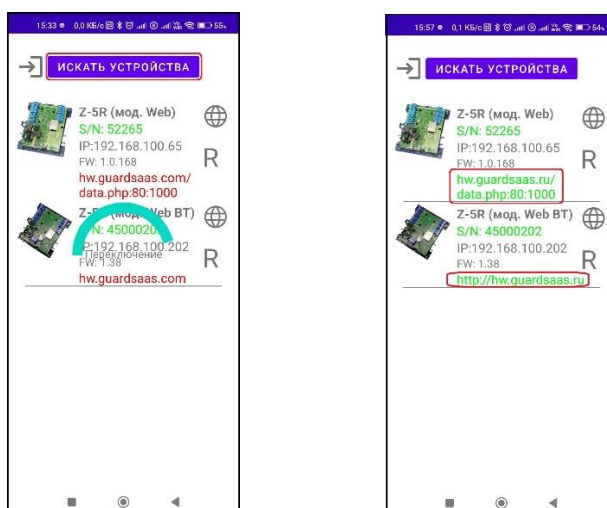 15:33 0,0 КБ/с 55
ИСКАТЬ УСТРОЙСТВА
Z-5R (мод. Web)
S/N: 52265
IP:192.168.100.65
FW: 1.0.168
R
hw.guardsaas.com/
data.php:80:1000
Z-5R (мод. Web BT)
S/N: 45000202
IP:192.168.100.202
Переключение
FW: 1.38
R
hw.guardsaas.com
15:57 0,1 КБ/с 54
ИСКАТЬ УСТРОЙСТВА
Z-5R (мод. Web)
S/N: 52265
IP:192.168.100.65
FW: 1.0.168
R
hw.guardsaas.ru/
data.php:80:1000
Z-5R (мод. Web BT)
S/N: 45000202
IP:192.168.100.202
FW: 1.38
R
http://hw.guardsaas.ru